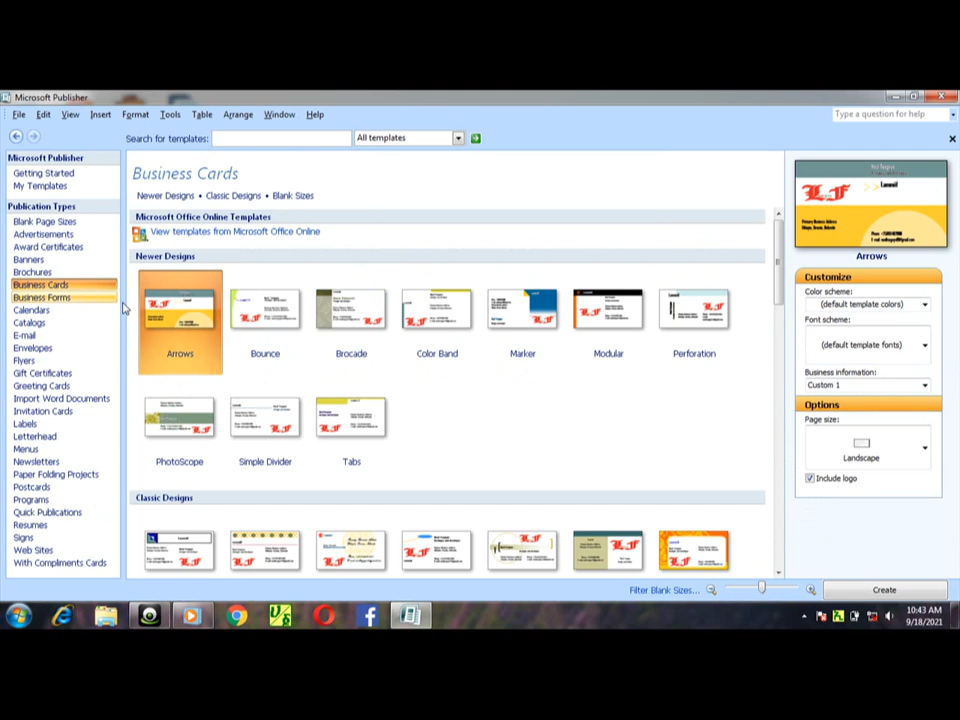 Microsoft Publisher
File Edit View Insert Format Tools Table Arrange Window Help
Type a question for help
Search for templates:
All templates
Microsoft Publisher
Getting Started
My Templates
Publication Types
Blank Page Sizes
Advertisements
Award Certificates
Banners
Brochures
Business Cards
Business Forms
Calendars
Catalogs
E-mail
Envelopes
Flyers
Gift Certificates
Greeting Cards
Import Word Documents
Invitation Cards
Labels
Letterhead
Menus
Newsletters
Paper Folding Projects
Postcards
Programs
Quick Publications
Resumes
Signs
Web Sites
With Compliments Cards
Business Cards
Newer Designs • Classic Designs • Blank Sizes
Microsoft Office Online Templates
View templates from Microsoft Office Online
Newer Designs
Arrows
Bounce
Brocade
Color Band
Marker
Modular
Perforation
PhotoScope
Simple Divider
Tabs
Classic Designs
LF
Arrows
Customize
Color scheme:
(default template colors)
Font scheme:
(default template fonts)
Business information:
Custom 1
Options
Page size:
Landscape
Include logo
Filter Blank Sizes...
Create
10:43 AM
9/18/2021